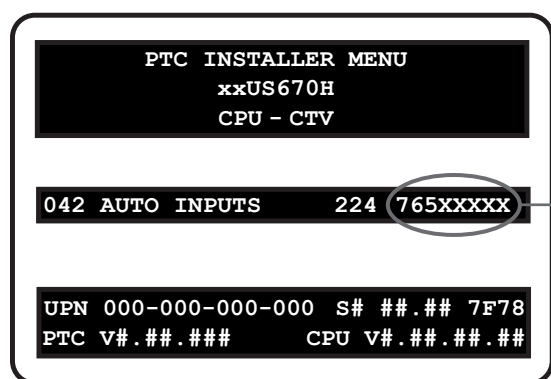 PTC INSTALLER MENU
xxUS670H
CPU – CTV
042 AUTO INPUTS 224 765XXXXX
UPN 000-000-000-000 S# ##.## 7F78
PTC V#.##.### CPU V#.##.##.##